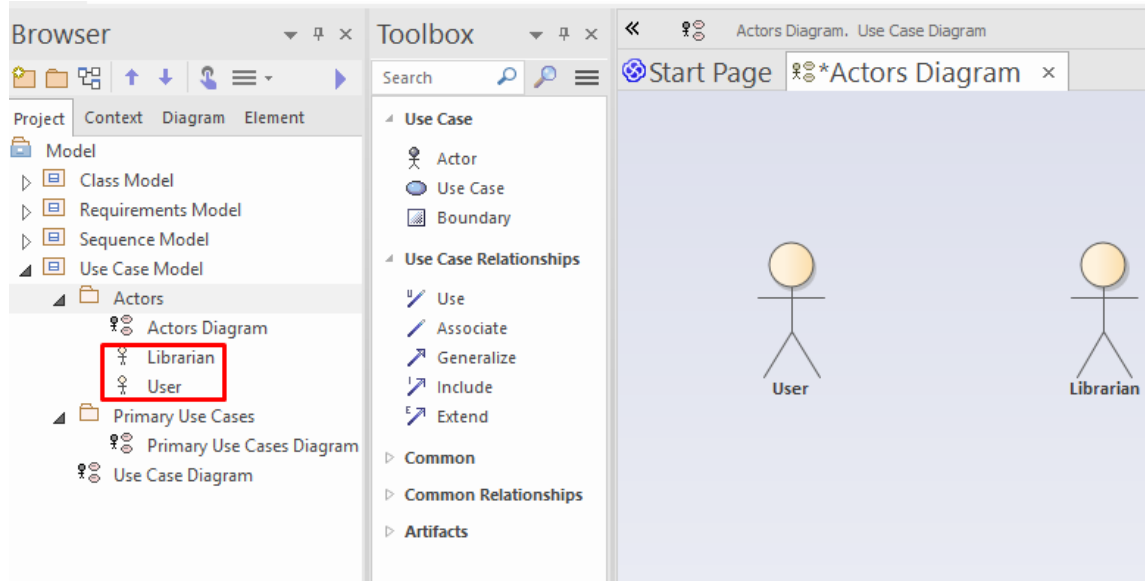 Browser
Project Context Diagram Element
Model
Class Model
Requirements Model
Sequence Model
Use Case Model
Actors
Actors Diagram
Librarian
User
Primary Use Cases
Primary Use Cases Diagram
Use Case Diagram
Toolbox
Search
Use Case
Actor
Use Case
Boundary
Use Case Relationships
U Use
Associate
Generalize
I Include
E Extend
Common
Common Relationships
Artifacts
Actors Diagram. Use Case Diagram
Start Page *Actors Diagram ×
User
Librarian